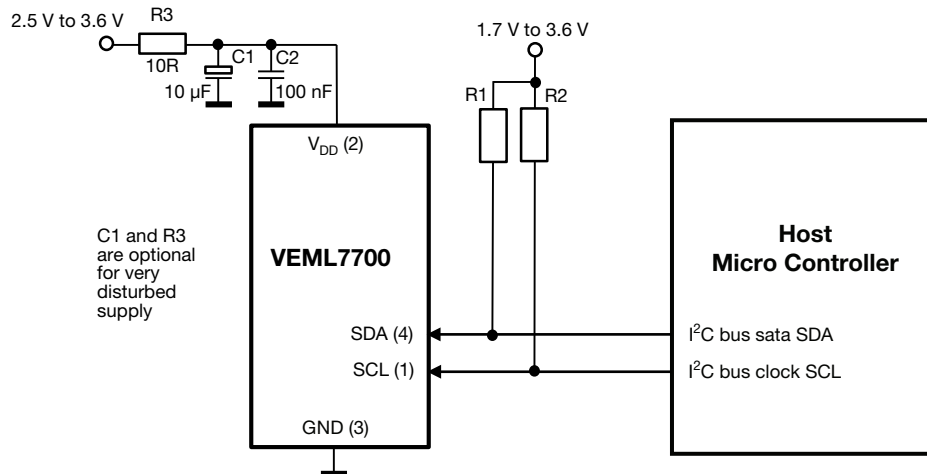 2.5 V to 3.6 V
R3
10R
C1
10 µF
C2
100 nF
1.7 V to 3.6 V
R1
R2
VDD (2)
C1 and R3
are optional
for very
disturbed
supply
VEML7700
SDA (4)
SCL (1)
GND (3)
Host
Micro Controller
I²C bus sata SDA
I²C bus clock SCL